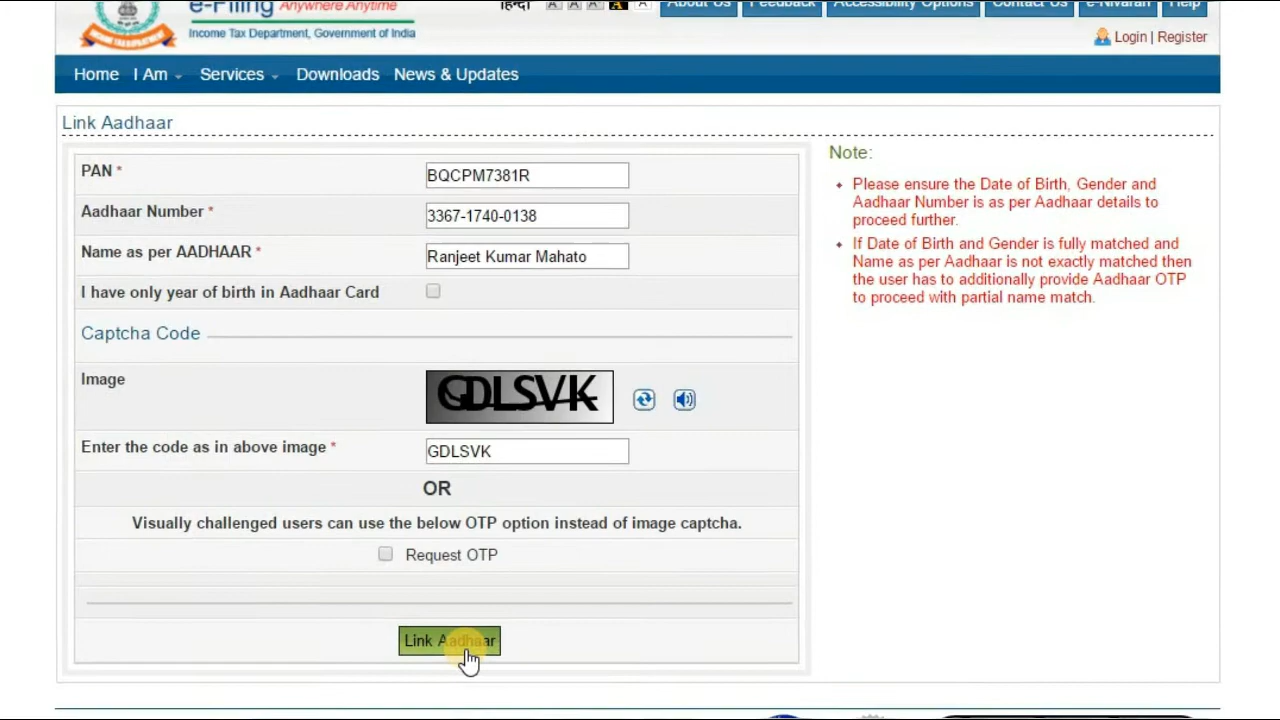 e-Filing Anywhere Anytime
Income Tax Department, Government of India
हिन्दी A A A A A
About Us Feedback Accessibility Options Contact Us e-Nivaran Help
Login | Register
Home I Am Services Downloads News & Updates
Link Aadhaar
PAN * BQCPM7381R
Aadhaar Number * 3367-1740-0138
Name as per AADHAAR * Ranjeet Kumar Mahato
I have only year of birth in Aadhaar Card
Captcha Code
Image GDLSVK
Enter the code as in above image * GDLSVK
OR
Visually challenged users can use the below OTP option instead of image captcha.
Request OTP
Link Aadhaar
Note:
Please ensure the Date of Birth, Gender and
Aadhaar Number is as per Aadhaar details to
proceed further.
If Date of Birth and Gender is fully matched and
Name as per Aadhaar is not exactly matched then
the user has to additionally provide Aadhaar OTP
to proceed with partial name match.